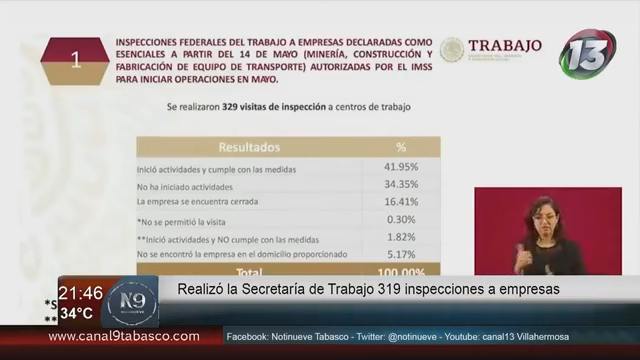 1
INSPECCIONES FEDERALES DEL TRABAJO A EMPRESAS DECLARADAS COMO
ESENCIALES A PARTIR DEL 14 DE MAYO (MINERÍA, CONSTRUCCIÓN Y
FABRICACIÓN DE EQUIPO DE TRANSPORTE) AUTORIZADAS POR EL IMSS
PARA INICIAR OPERACIONES EN MAYO.
TRABAJO
13
Se realizaron 329 visitas de inspección a centros de trabajo
Resultados %
Inició actividades y cumple con las medidas 41.95%
No ha iniciado actividades 34.35%
La empresa se encuentra cerrada 16.41%
*No se permitió la visita 0.30%
**Inició actividades y NO cumple con las medidas 1.82%
No se encontró la empresa en el domicilio proporcionado 5.17%
Total 100.00%
*S
**
21:46
34°C
N9
Realizó la Secretaría de Trabajo 319 inspecciones a empresas
www.canal9tabasco.com
Facebook: Notinueve Tabasco - Twitter: @notinueve - Youtube: canal13 Villahermosa